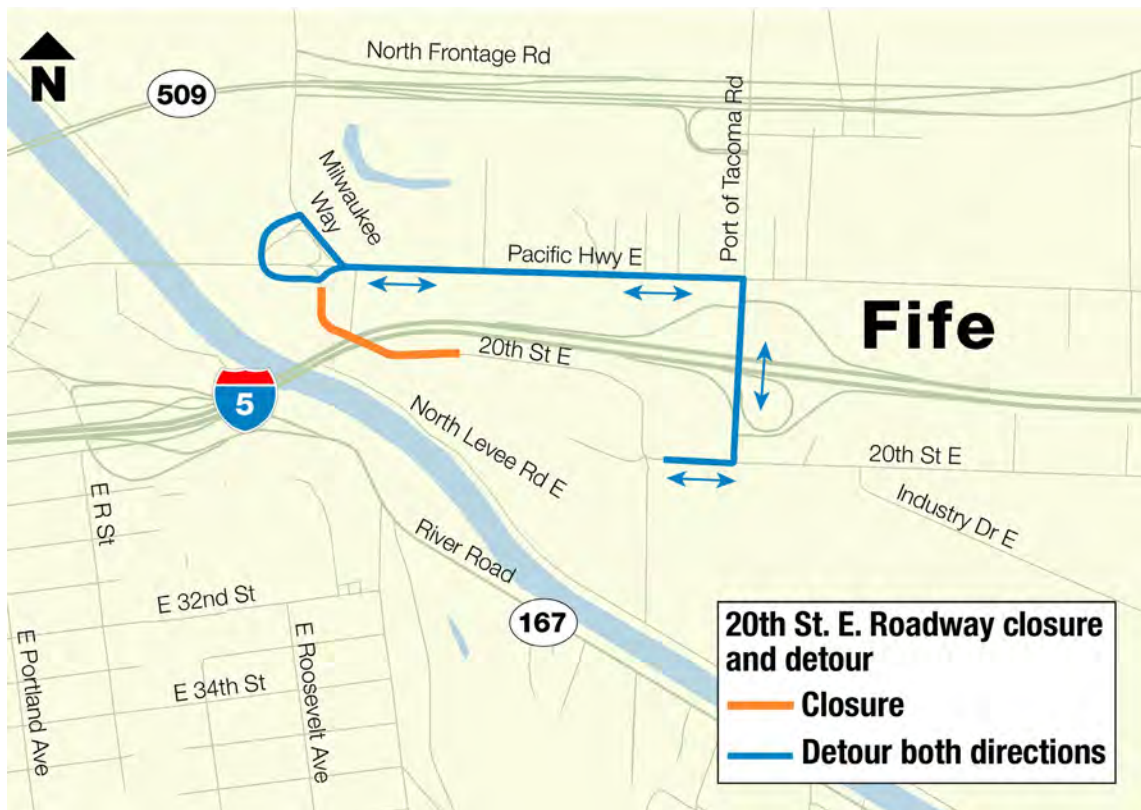 North Frontage Rd
N
509
Port of Tacoma Rd
Milwaukee
Way
Pacific Hwy E
Fife
20th St E
5
North Levee Rd E
20th St E
Industry Dr E
E R St
River Road
E 32nd St
167
E Portland Ave
E Roosevelt Ave
E 34th St
20th St. E. Roadway closure
and detour
Closure
Detour both directions